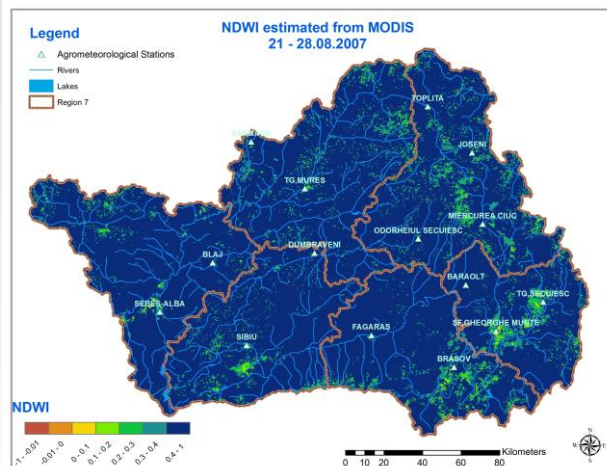 NDWI estimated from MODIS
21 - 28.08.2007
Legend
Agrometeorological Stations
Rivers
Lakes
Region 7
TOPLITA
JOSENI
TG.MURES
MIERCUREA CIUC
ODORHEIUL SECUIESC
DUMBRAVENI
BLAJ
BARAOLT
TG.SECUIESC
SEBES-ALBA
SF.GHEORGHE MUNTE
FAGARAS
SIBIU
BRASOV
NDWI
-1 - -0.01
-0.01 - 0
0 - 0.1
0.1 - 0.2
0.2 - 0.3
0.3 - 0.4
0.4 - 1
Kilometers
0 10 20 40 60 80
N
W E
S